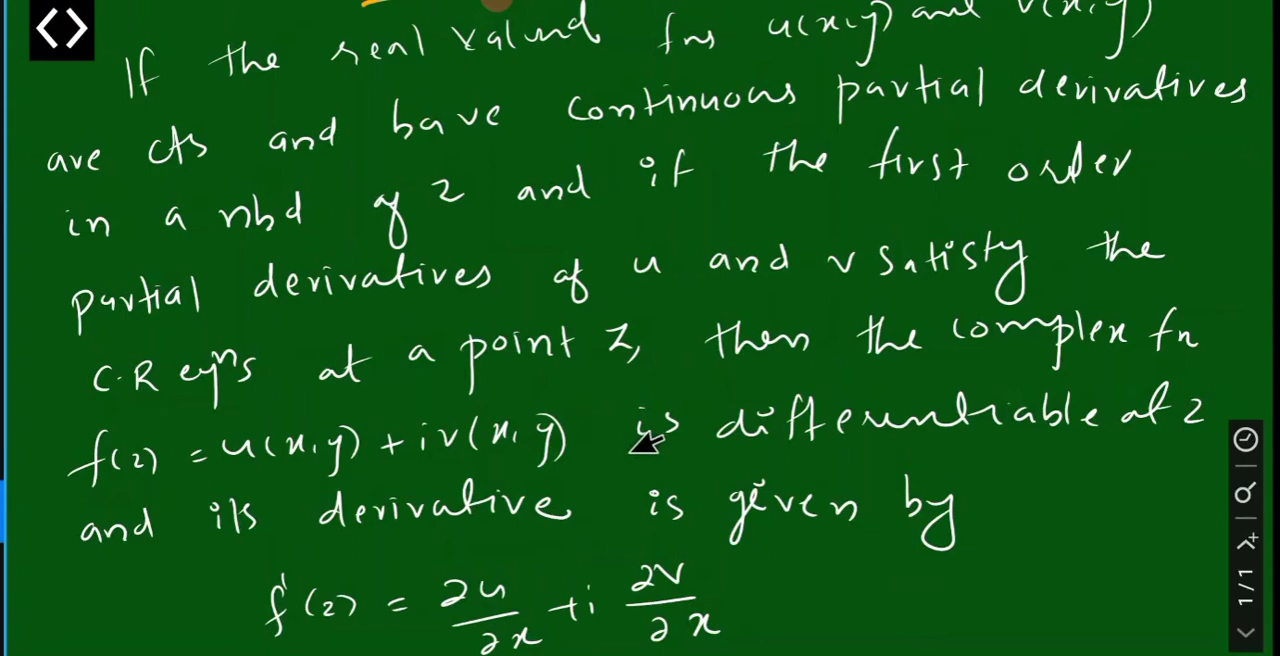 If the real valued fns u(x,y) and v(x,y)
are cts and have continuous partial derivatives
in a nbd of z and if the first order
partial derivatives of u and v satisfy the
C.R eqns at a point z, then the complex fn
f(z) = u(x,y) + iv(x,y) is differentiable at z
and its derivative is given by
f'(z) = ∂u/∂x + i ∂v/∂x
1/1